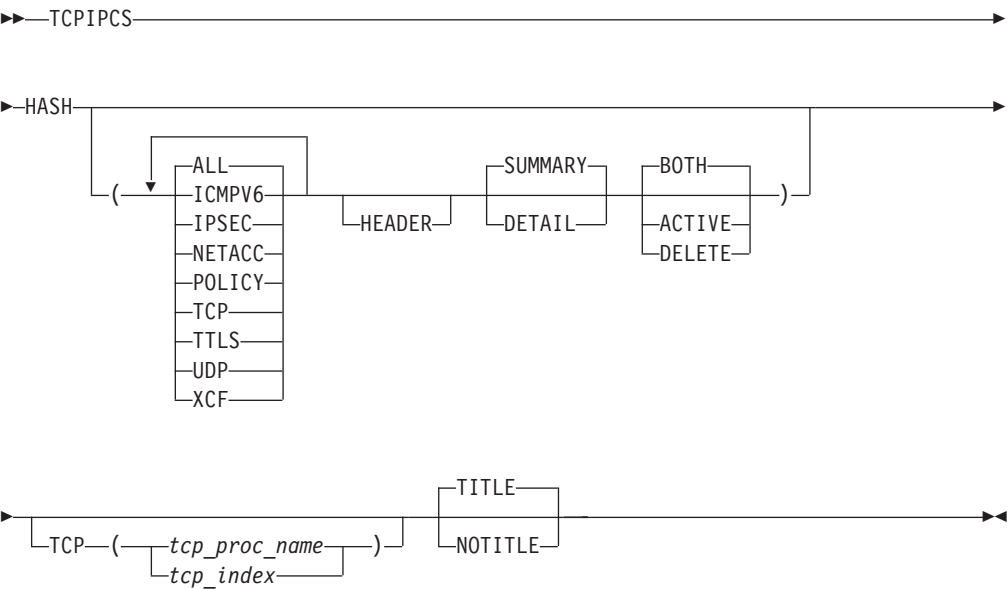 TCPIPCS
HASH
ALL SUMMARY BOTH
( ICMPV6 )
IPSEC HEADER DETAIL ACTIVE
NETACC DELETE
POLICY
TCP
TTLS
UDP
XCF
TITLE
TCP ( tcp_proc_name ) NOTITLE
tcp_index